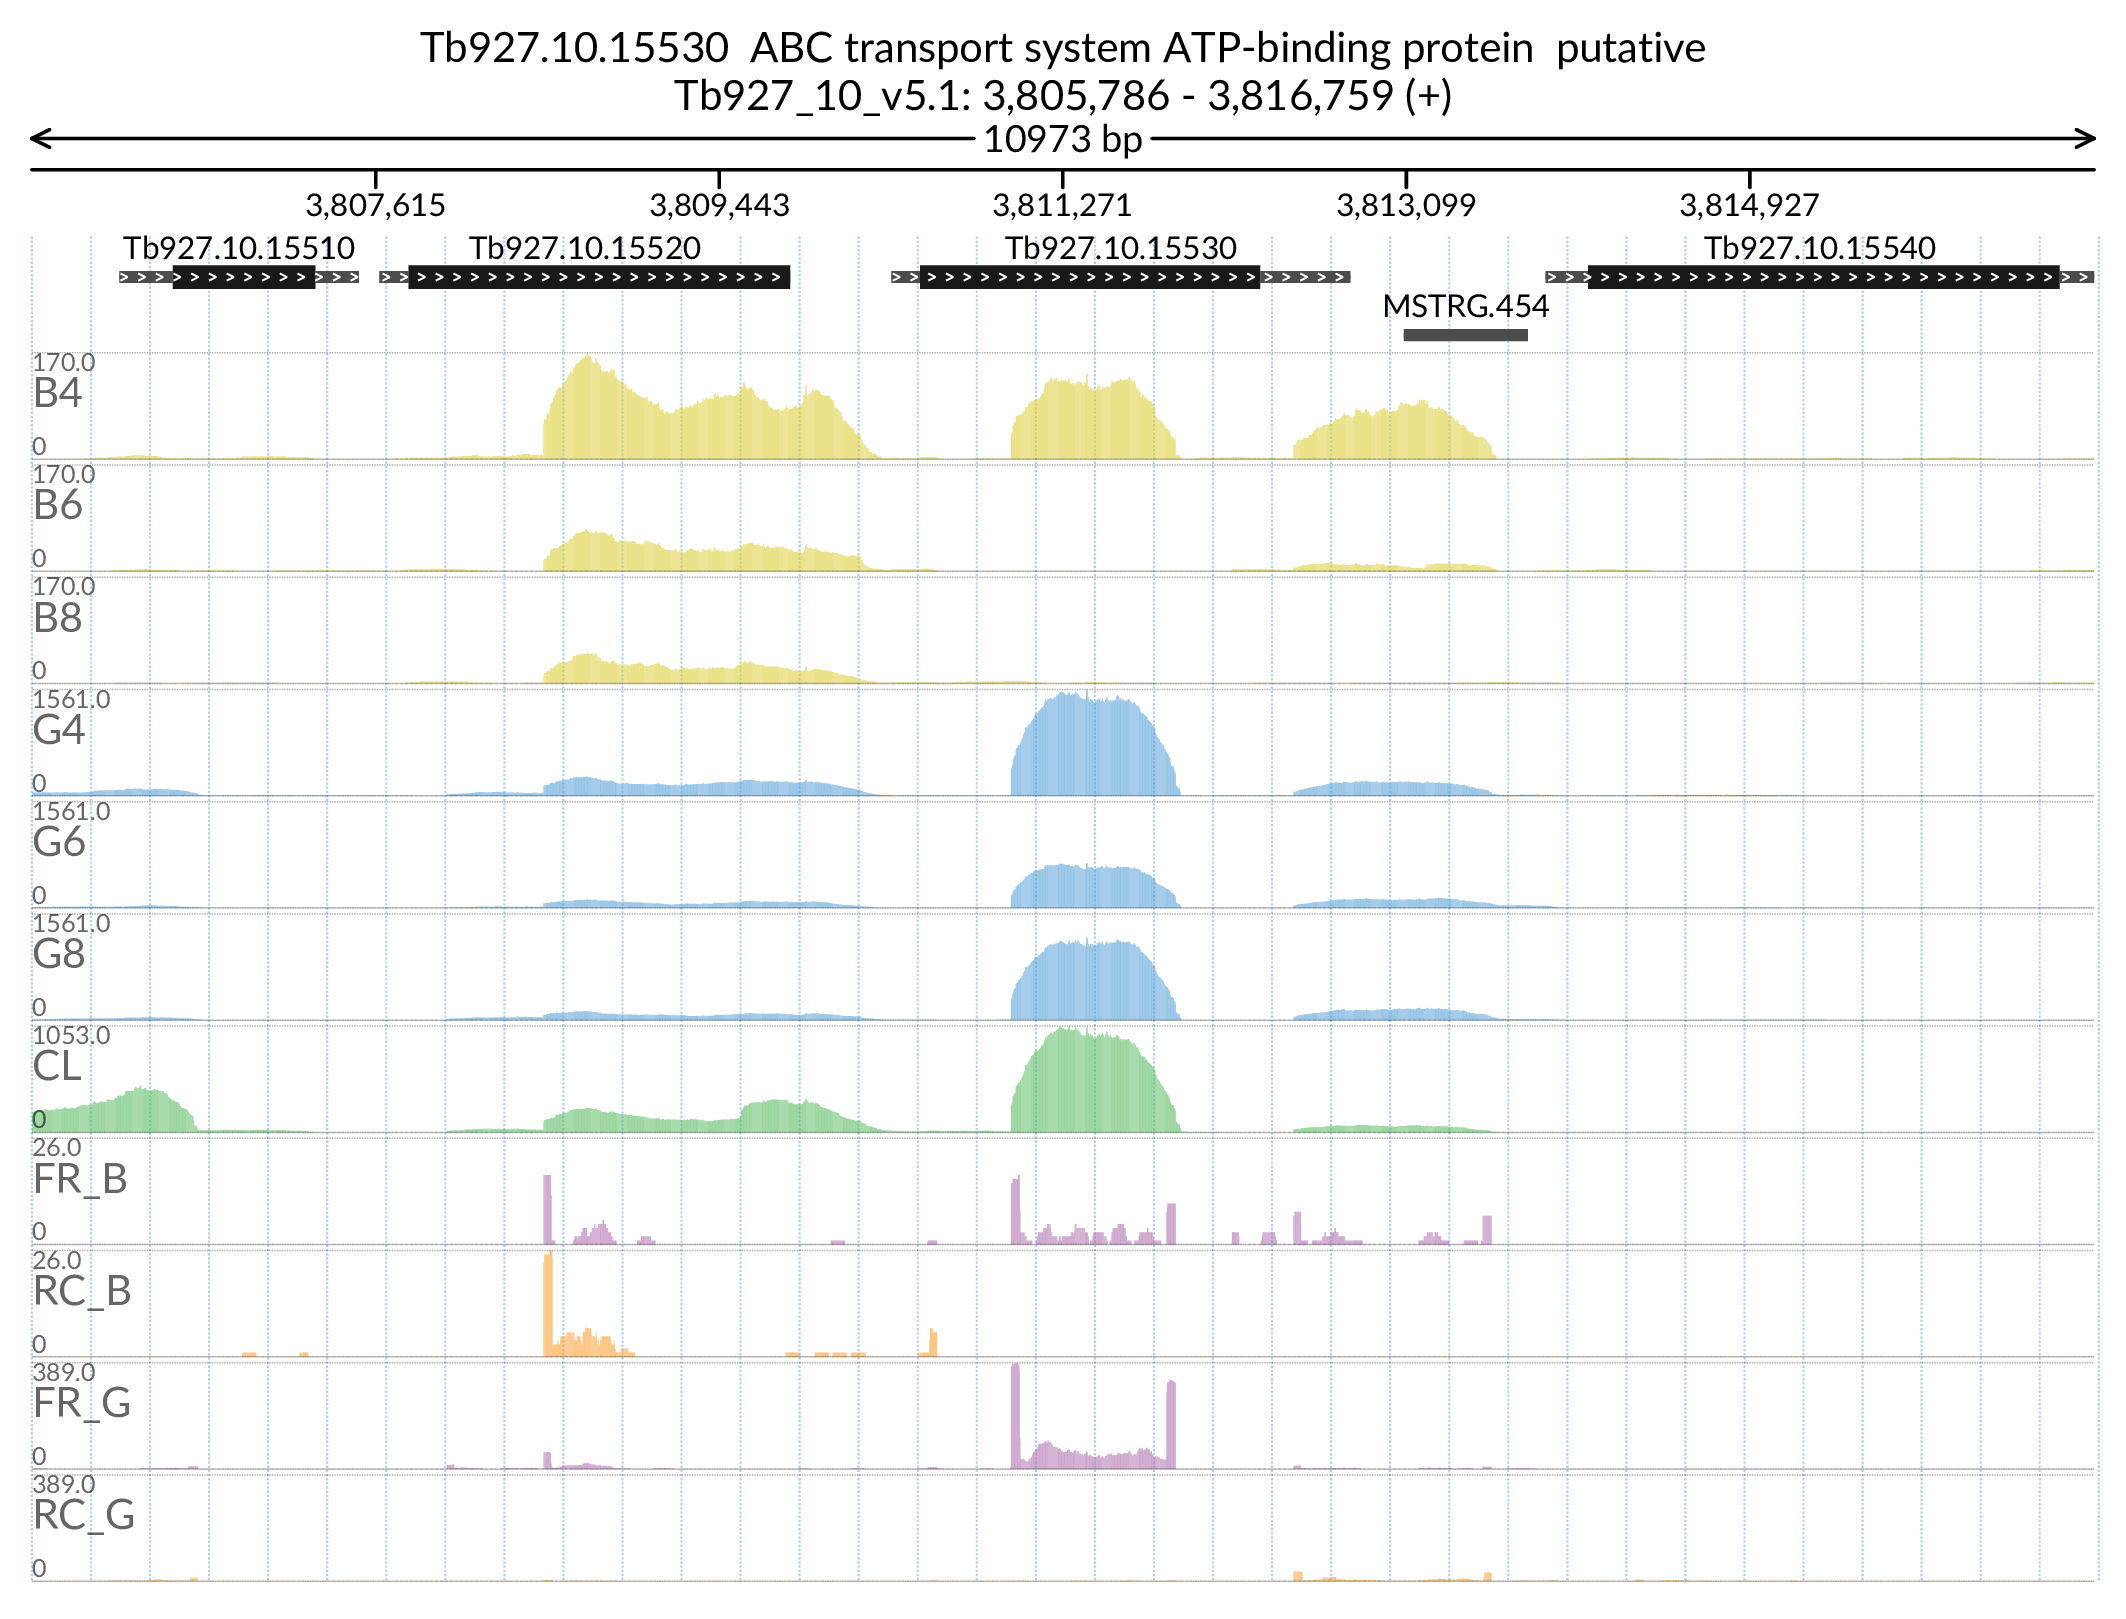 Tb927.10.15530  ABC transport system ATP-binding protein  putative
Tb927_10_v5.1: 3,805,786 - 3,816,759 (+)
10973 bp
3,807,615 3,809,443 3,811,271 3,813,099 3,814,927
Tb927.10.15510 Tb927.10.15520 Tb927.10.15530 Tb927.10.15540
MSTRG.454
170.0
B4
0
170.0
B6
0
170.0
B8
0
1561.0
G4
0
1561.0
G6
0
1561.0
G8
0
1053.0
CL
0
26.0
FR_B
0
26.0
RC_B
0
389.0
FR_G
0
389.0
RC_G
0